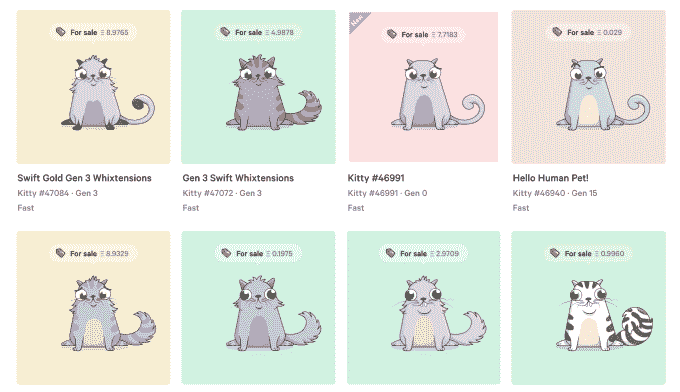 For sale Ξ 8.9765
For sale Ξ 4.9878
New
For sale Ξ 7.7183
For sale Ξ 0.029
Swift Gold Gen 3 Whixtensions
Gen 3 Swift Whixtensions
Kitty #46991
Hello Human Pet!
Kitty #47084 · Gen 3
Kitty #47072 · Gen 3
Kitty #46991 · Gen 0
Kitty #46940 · Gen 15
Fast
Fast
Fast
Fast
For sale Ξ 8.9329
For sale Ξ 0.1975
For sale Ξ 2.9709
For sale Ξ 0.9960